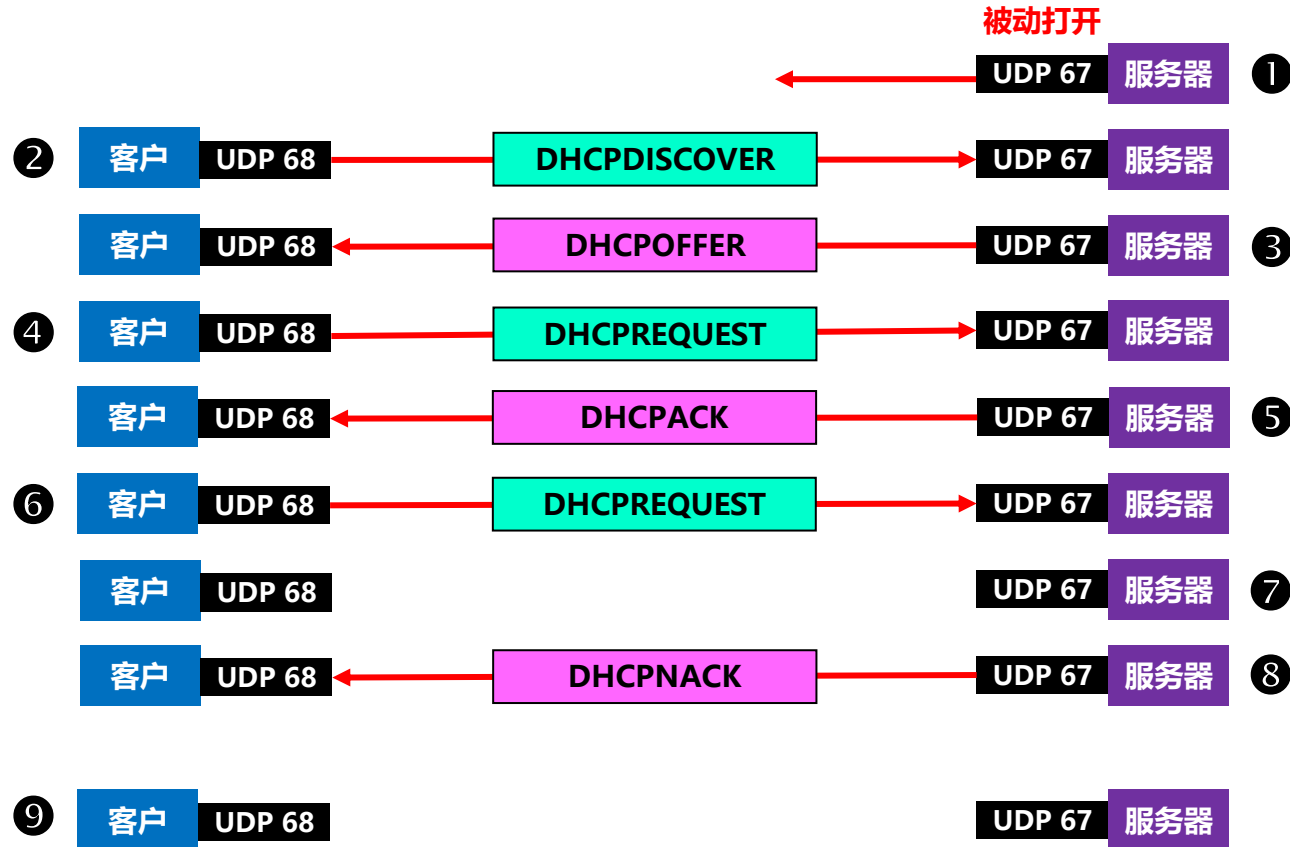 被动打开
UDP 67 服务器 ❶
❷ 客户 UDP 68 DHCPDISCOVER UDP 67 服务器
客户 UDP 68 DHCPOFFER UDP 67 服务器 ❸
❹ 客户 UDP 68 DHCPREQUEST UDP 67 服务器
客户 UDP 68 DHCPACK UDP 67 服务器 ❺
❻ 客户 UDP 68 DHCPREQUEST UDP 67 服务器
客户 UDP 68 UDP 67 服务器 ❼
客户 UDP 68 DHCPNACK UDP 67 服务器 ❽
❾ 客户 UDP 68 UDP 67 服务器